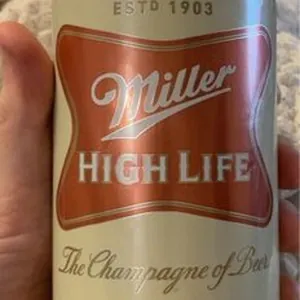 ESTD 1903
Miller
HIGH LIFE
The Champagne of Beer